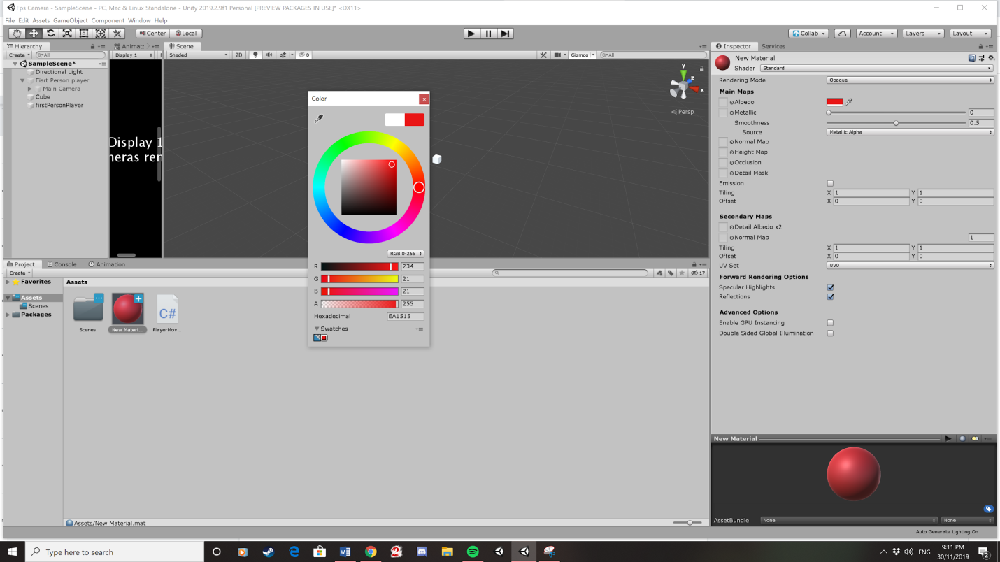 Fps Camera - SampleScene - PC, Mac & Linux Standalone - Unity 2019.2.9f1 Personal [PREVIEW PACKAGES IN USE]* <DX11>
File Edit Assets GameObject Component Window Help
Center Local Collab Account Layers Layout
Hierarchy Animato Scene Inspector Services
Create All Display 1 Shaded 2D 0 Gizmos All
SampleScene*
Directional Light
Fisrt Person player
Main Camera
Cube
firstPersonPlayer
Display 1
neras ren
y
z
x
Persp
Color
RGB 0-255
R 234
G 21
B 21
A 255
Hexadecimal EA1515
Swatches
New Material
Shader Standard
Rendering Mode Opaque
Main Maps
Albedo
Metallic 0
Smoothness 0.5
Source Metallic Alpha
Normal Map
Height Map
Occlusion
Detail Mask
Emission
Tiling X 1 Y 1
Offset X 0 Y 0
Secondary Maps
Detail Albedo x2
Normal Map 1
Tiling X 1 Y 1
Offset X 0 Y 0
UV Set UV0
Forward Rendering Options
Specular Highlights
Reflections
Advanced Options
Enable GPU Instancing
Double Sided Global Illumination
Project Console Animation
Create 17
Favorites
Assets
Scenes
Packages
Assets
C#
Scenes New Materi... PlayerMov...
Assets/New Material.mat
New Material
AssetBundle None None
Auto Generate Lighting On
Type here to search
ENG
9:11 PM
30/11/2019
2